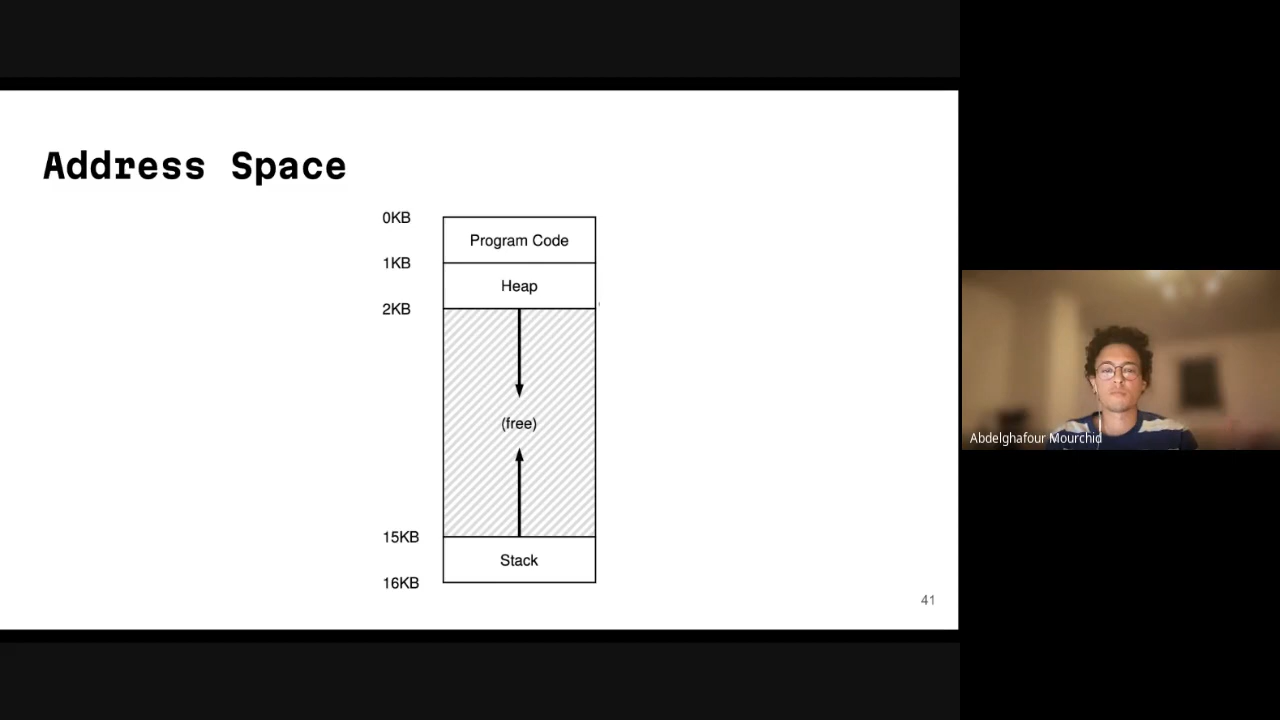 Address Space
0KB
Program Code
1KB
Heap
2KB
(free)
15KB
Stack
16KB
41
Abdelghafour Mourchid